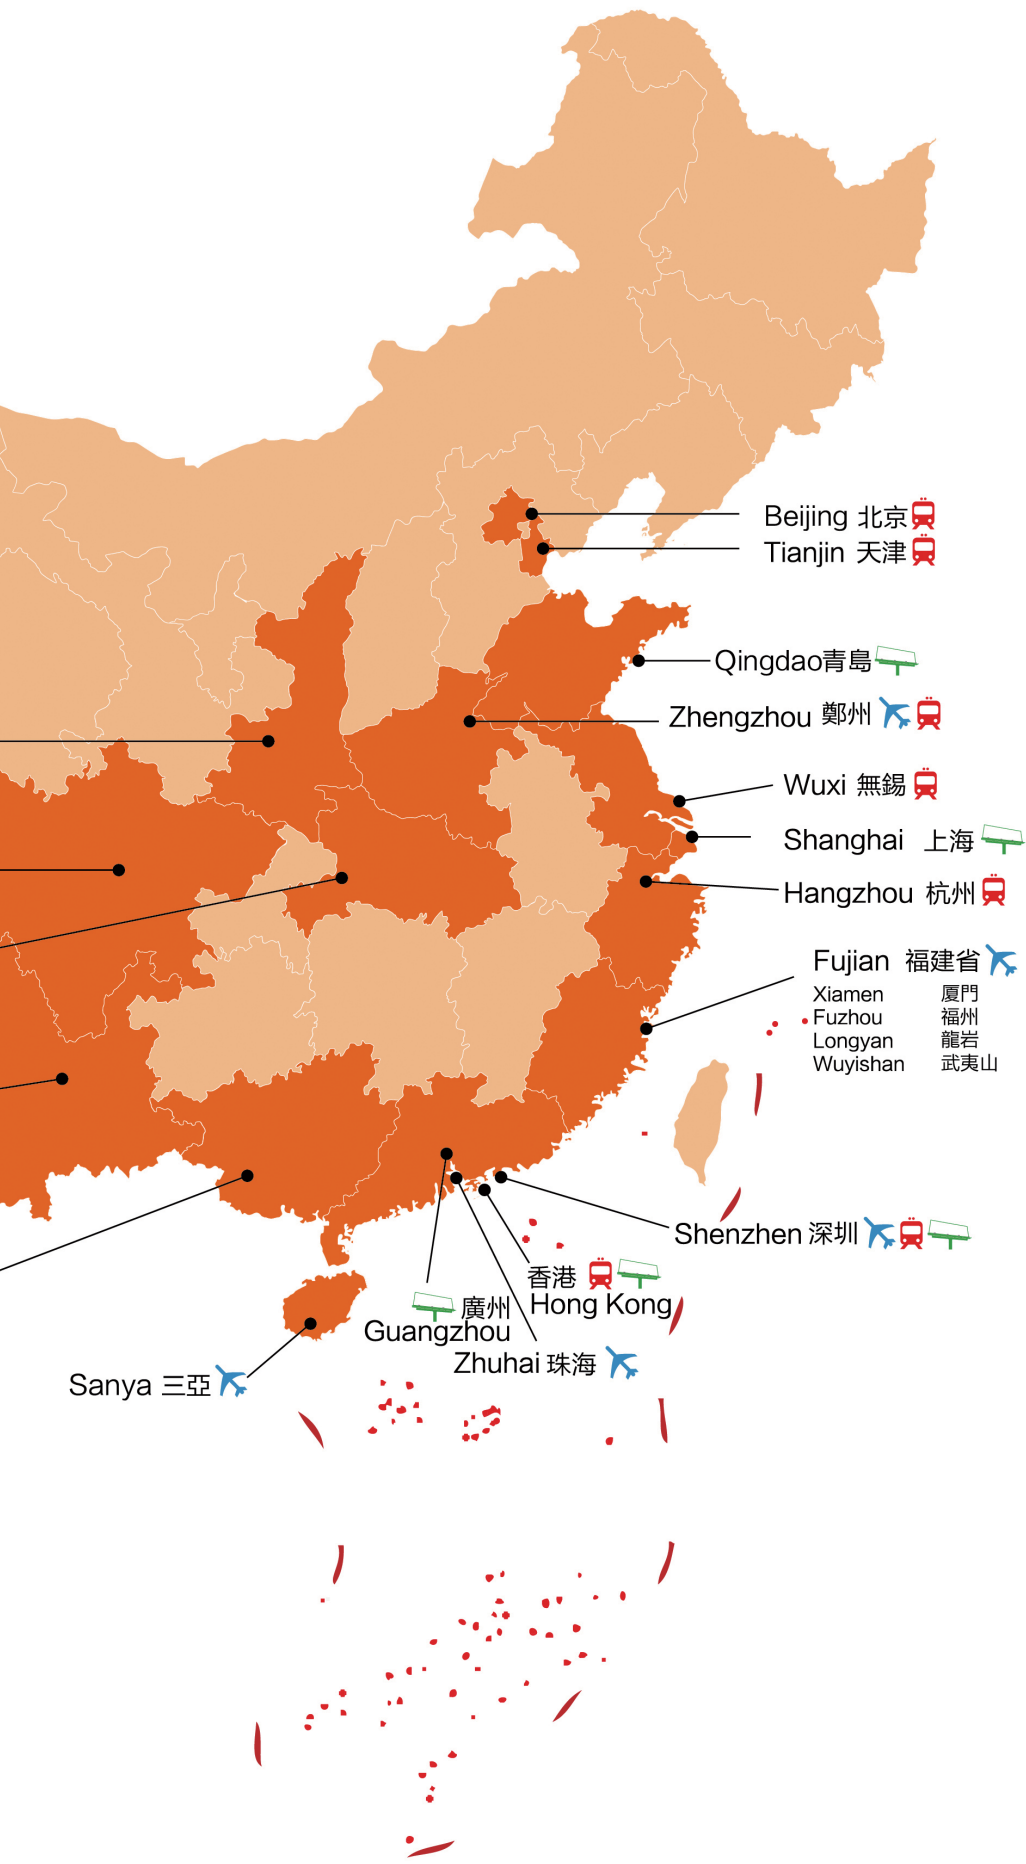 Beijing 北京
Tianjin 天津
Qingdao青島
Zhengzhou 鄭州
Wuxi 無錫
Shanghai 上海
Hangzhou 杭州
Fujian 福建省
Xiamen 厦門
Fuzhou 福州
Longyan 龍岩
Wuyishan 武夷山
Shenzhen 深圳
香港
Hong Kong
廣州
Guangzhou
Zhuhai 珠海
Sanya 三亞